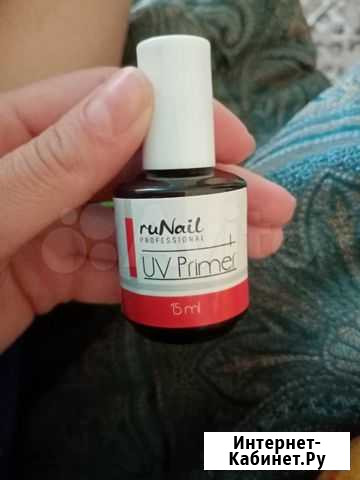 ruNail
PROFESSIONAL
UV Primer
15 ml
Интернет-
Кабинет.Ру